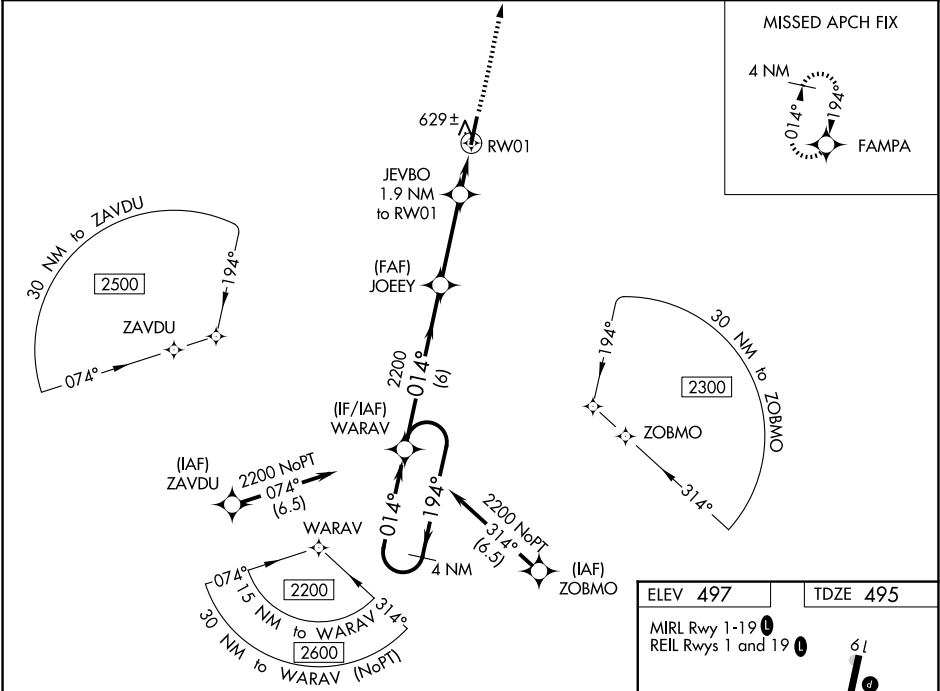 MISSED APCH FIX
4 NM
014°
194°
FAMPA
629±
RW01
JEVBO
1.9 NM
to RW01
(FAF)
JOEEY
30 NM to ZAVDU
2500
194°
ZAVDU
074°
2200
014°
(6)
30 NM to ZOBMO
194°
2300
ZOBMO
314°
(IF/IAF)
WARAV
(IAF)
ZAVDU
2200 NoPT
074°
(6.5)
014°
194°
4 NM
2200 NoPT
314°
(6.5)
(IAF)
ZOBMO
WARAV
074°
314°
2200
15 NM to WARAV
2600
30 NM to WARAV (NoPT)
ELEV 497
TDZE 495
MIRL Rwy 1-19 L
REIL Rwys 1 and 19 L
19
P